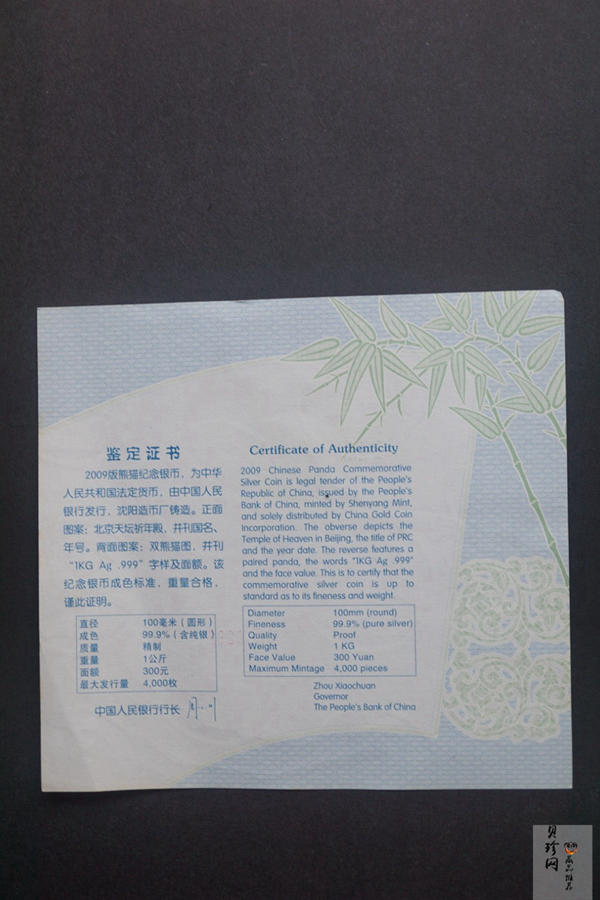 鉴定证书
2009版熊猫纪念银币，为中华
人民共和国法定货币，由中国人民
银行发行，沈阳造币厂铸造。正面
图案：北京天坛祈年殿，并刊国名、
年号。背面图案：双熊猫图，并刊
“1KG Ag .999”字样及面额。该
纪念银币成色标准，重量合格，
谨此证明。
直径 100毫米（圆形）
成色 99.9%（含纯银）
质量 精制
重量 1公斤
面额 300元
最大发行量 4,000枚
中国人民银行行长
Certificate of Authenticity
2009 Chinese Panda Commemorative
Silver Coin is legal tender of the People's
Republic of China, issued by the People's
Bank of China, minted by Shenyang Mint,
and solely distributed by China Gold Coin
Incorporation. The obverse depicts the
Temple of Heaven in Beijing, the title of PRC
and the year date. The reverse features a
paired panda, the words "1KG Ag .999"
and the face value. This is to certify that the
commemorative silver coin is up to
standard as to its fineness and weight.
Diameter 100mm (round)
Fineness 99.9% (pure silver)
Quality Proof
Weight 1 KG
Face Value 300 Yuan
Maximum Mintage 4,000 pieces
Zhou Xiaochuan
Governor
The People's Bank of China
贝珍网
藏品推荐